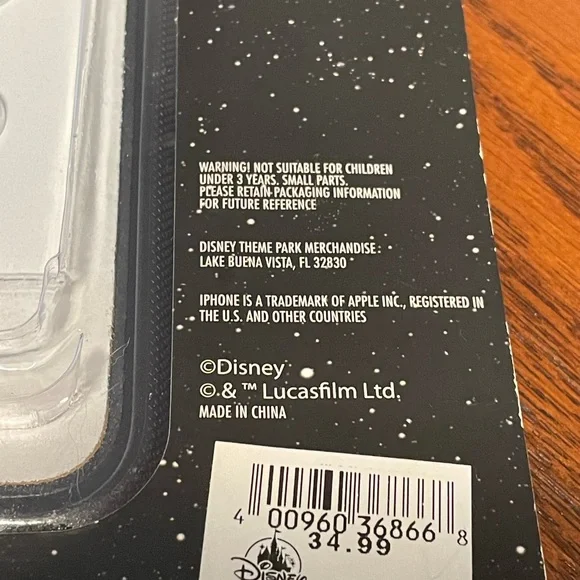 WARNING! NOT SUITABLE FOR CHILDREN
UNDER 3 YEARS. SMALL PARTS.
PLEASE RETAIN PACKAGING INFORMATION
FOR FUTURE REFERENCE
DISNEY THEME PARK MERCHANDISE
LAKE BUENA VISTA, FL 32830
IPHONE IS A TRADEMARK OF APPLE INC., REGISTERED IN
THE U.S. AND OTHER COUNTRIES
©Disney
© & ™ Lucasfilm Ltd.
MADE IN CHINA
4 00960 36866 8
34.99
Disney